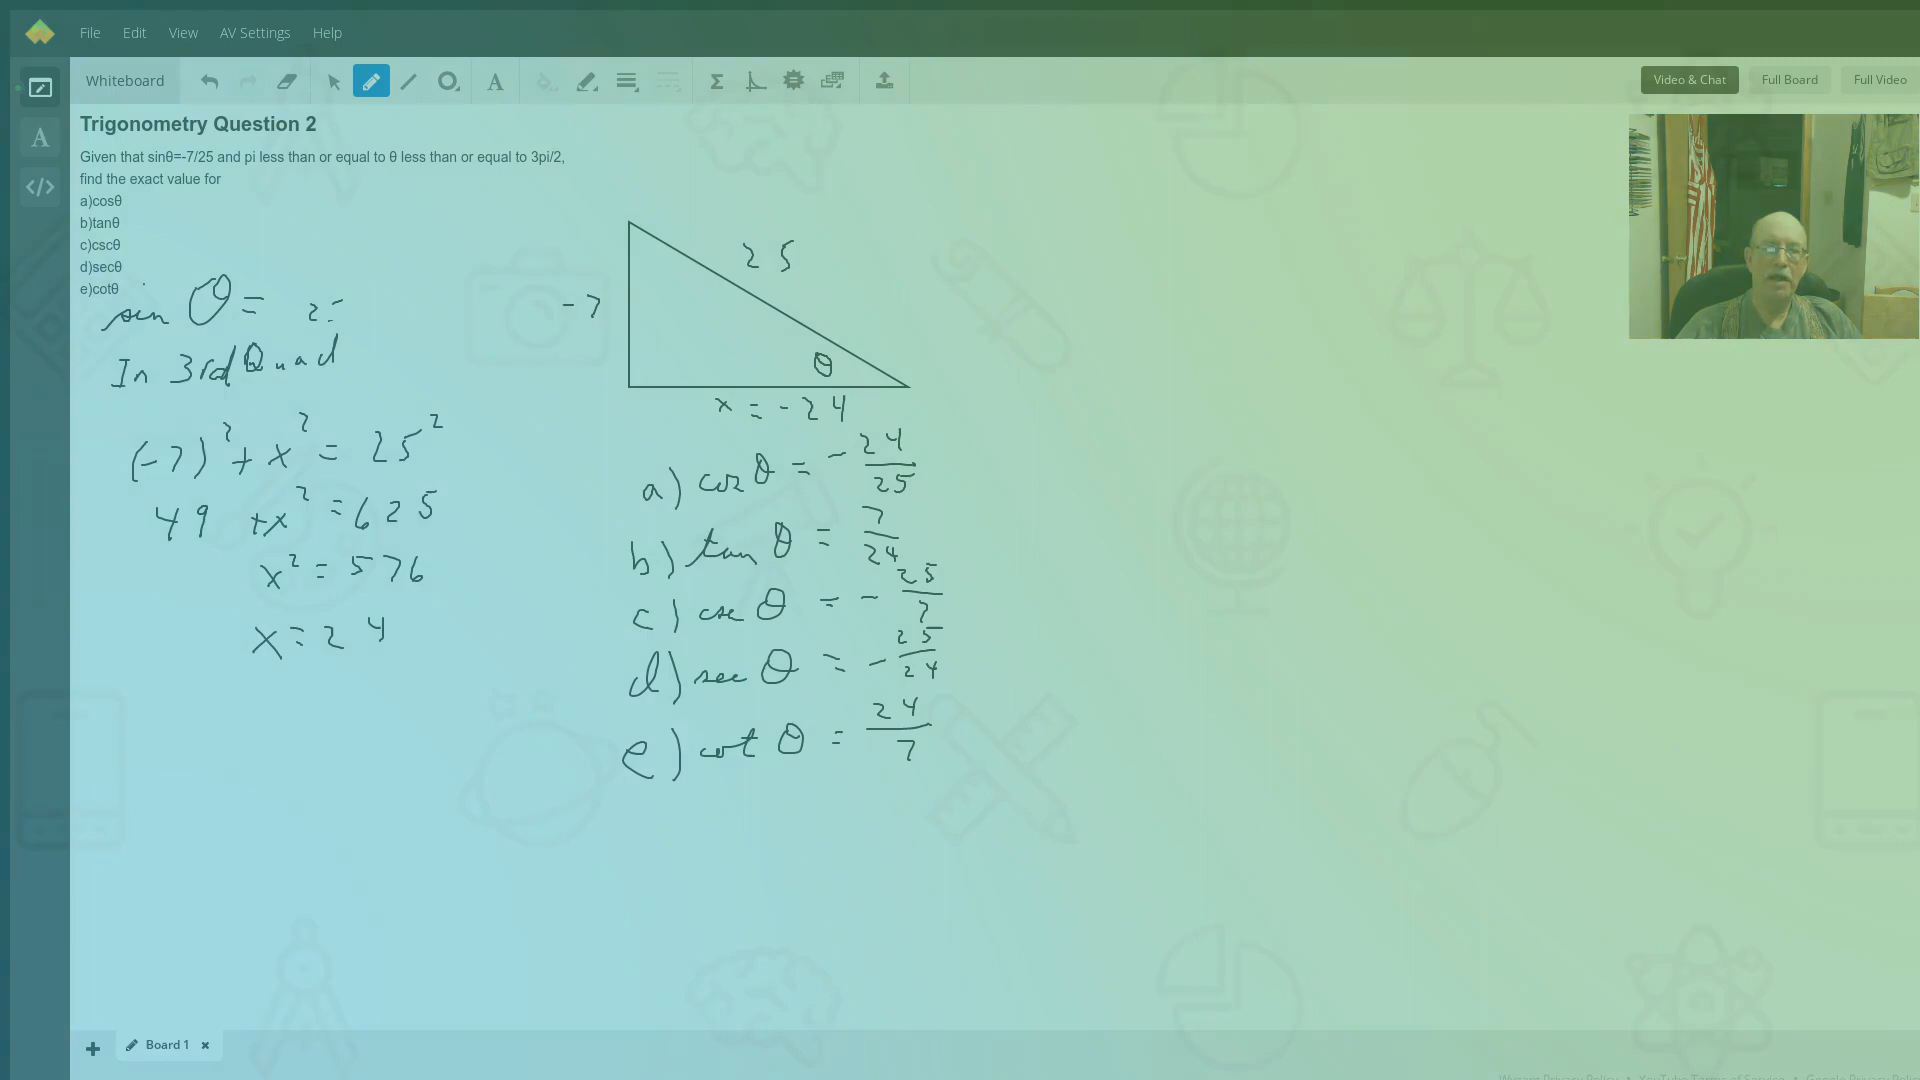 File Edit View AV Settings Help
Whiteboard
Video & Chat Full Board Full Video
Trigonometry Question 2
Given that sinθ=-7/25 and pi less than or equal to θ less than or equal to 3pi/2,
find the exact value for
a)cosθ
b)tanθ
c)cscθ
d)secθ
e)cotθ
sin θ = 25
In 3rd Quad
(-7)² + x² = 25²
49 + x² = 625
x² = 576
x = 24
25
-7
θ
x = -24
a) cos θ = - 24/25
b) tan θ = 7/24
c) csc θ = - 25/7
d) sec θ = - 25/24
e) cot θ = 24/7
Board 1